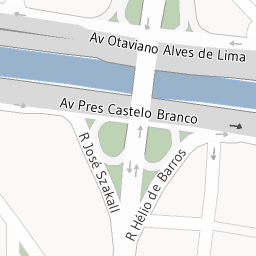 Av Otaviano Alves de Lima
Av Pres Castelo Branco
R José Szakall
R Hélio de Barros